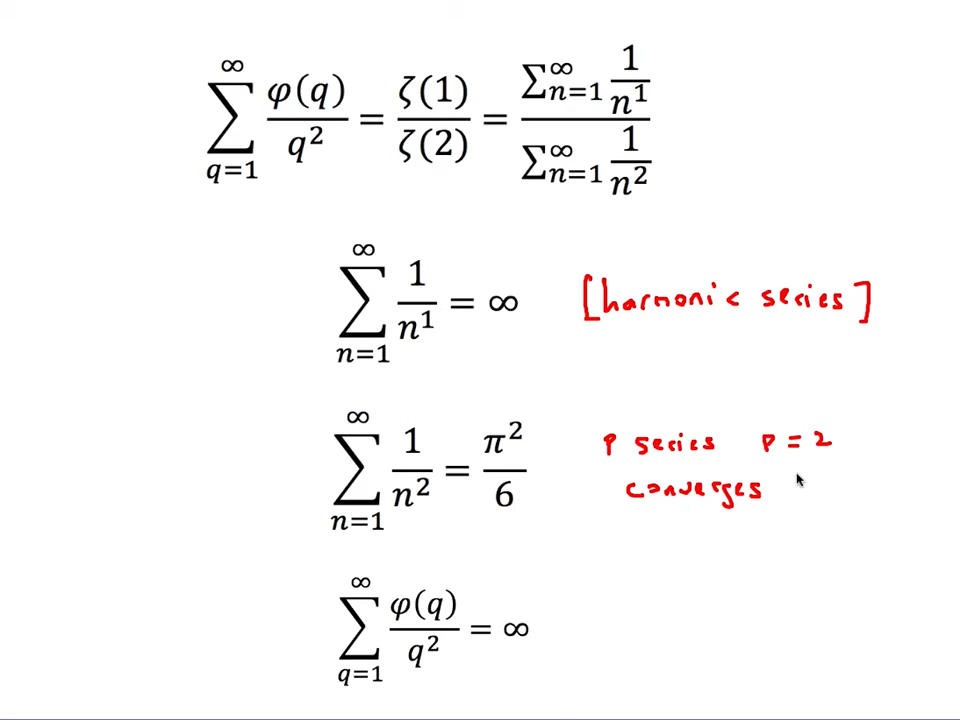 ∑_{q=1}^{∞} φ(q)/q² = ζ(1)/ζ(2) = (∑_{n=1}^{∞} 1/n¹)/(∑_{n=1}^{∞} 1/n²)
∑_{n=1}^{∞} 1/n¹ = ∞ [harmonic series]
∑_{n=1}^{∞} 1/n² = π²/6 P series P = 2
converges
∑_{q=1}^{∞} φ(q)/q² = ∞